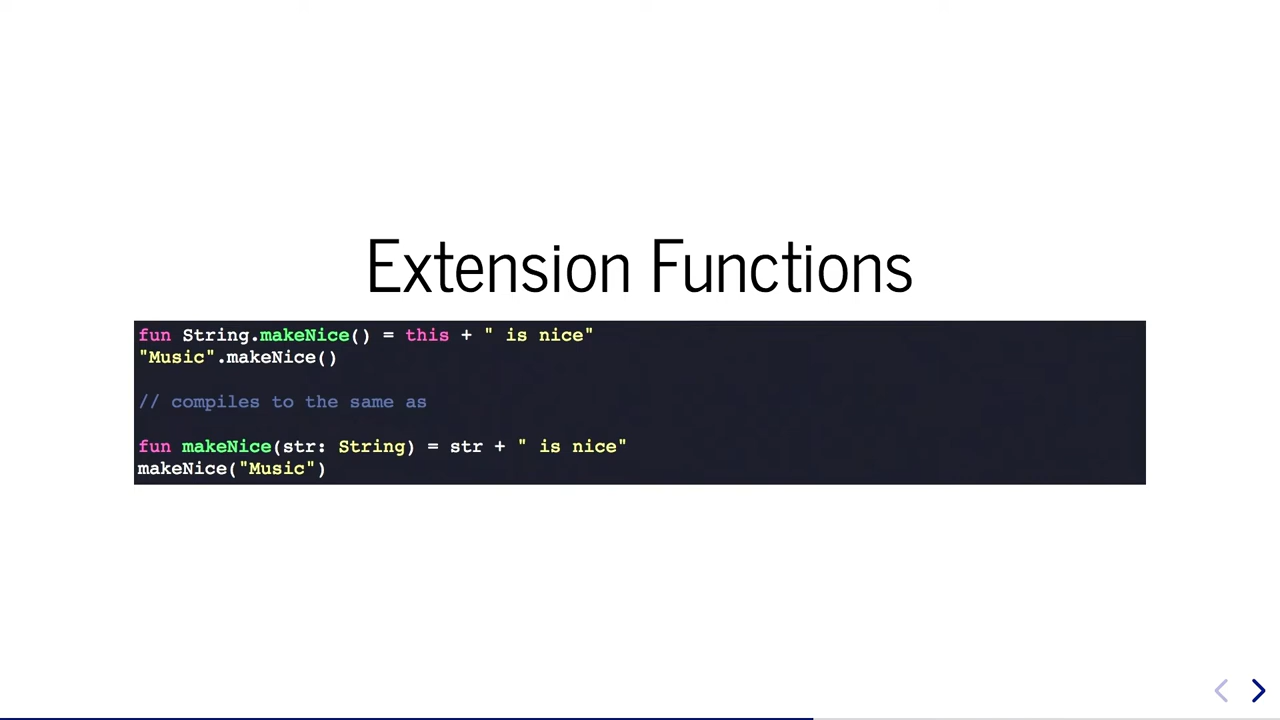 Extension Functions
fun String.makeNice() = this + " is nice"
"Music".makeNice()
// compiles to the same as
fun makeNice(str: String) = str + " is nice"
makeNice("Music")